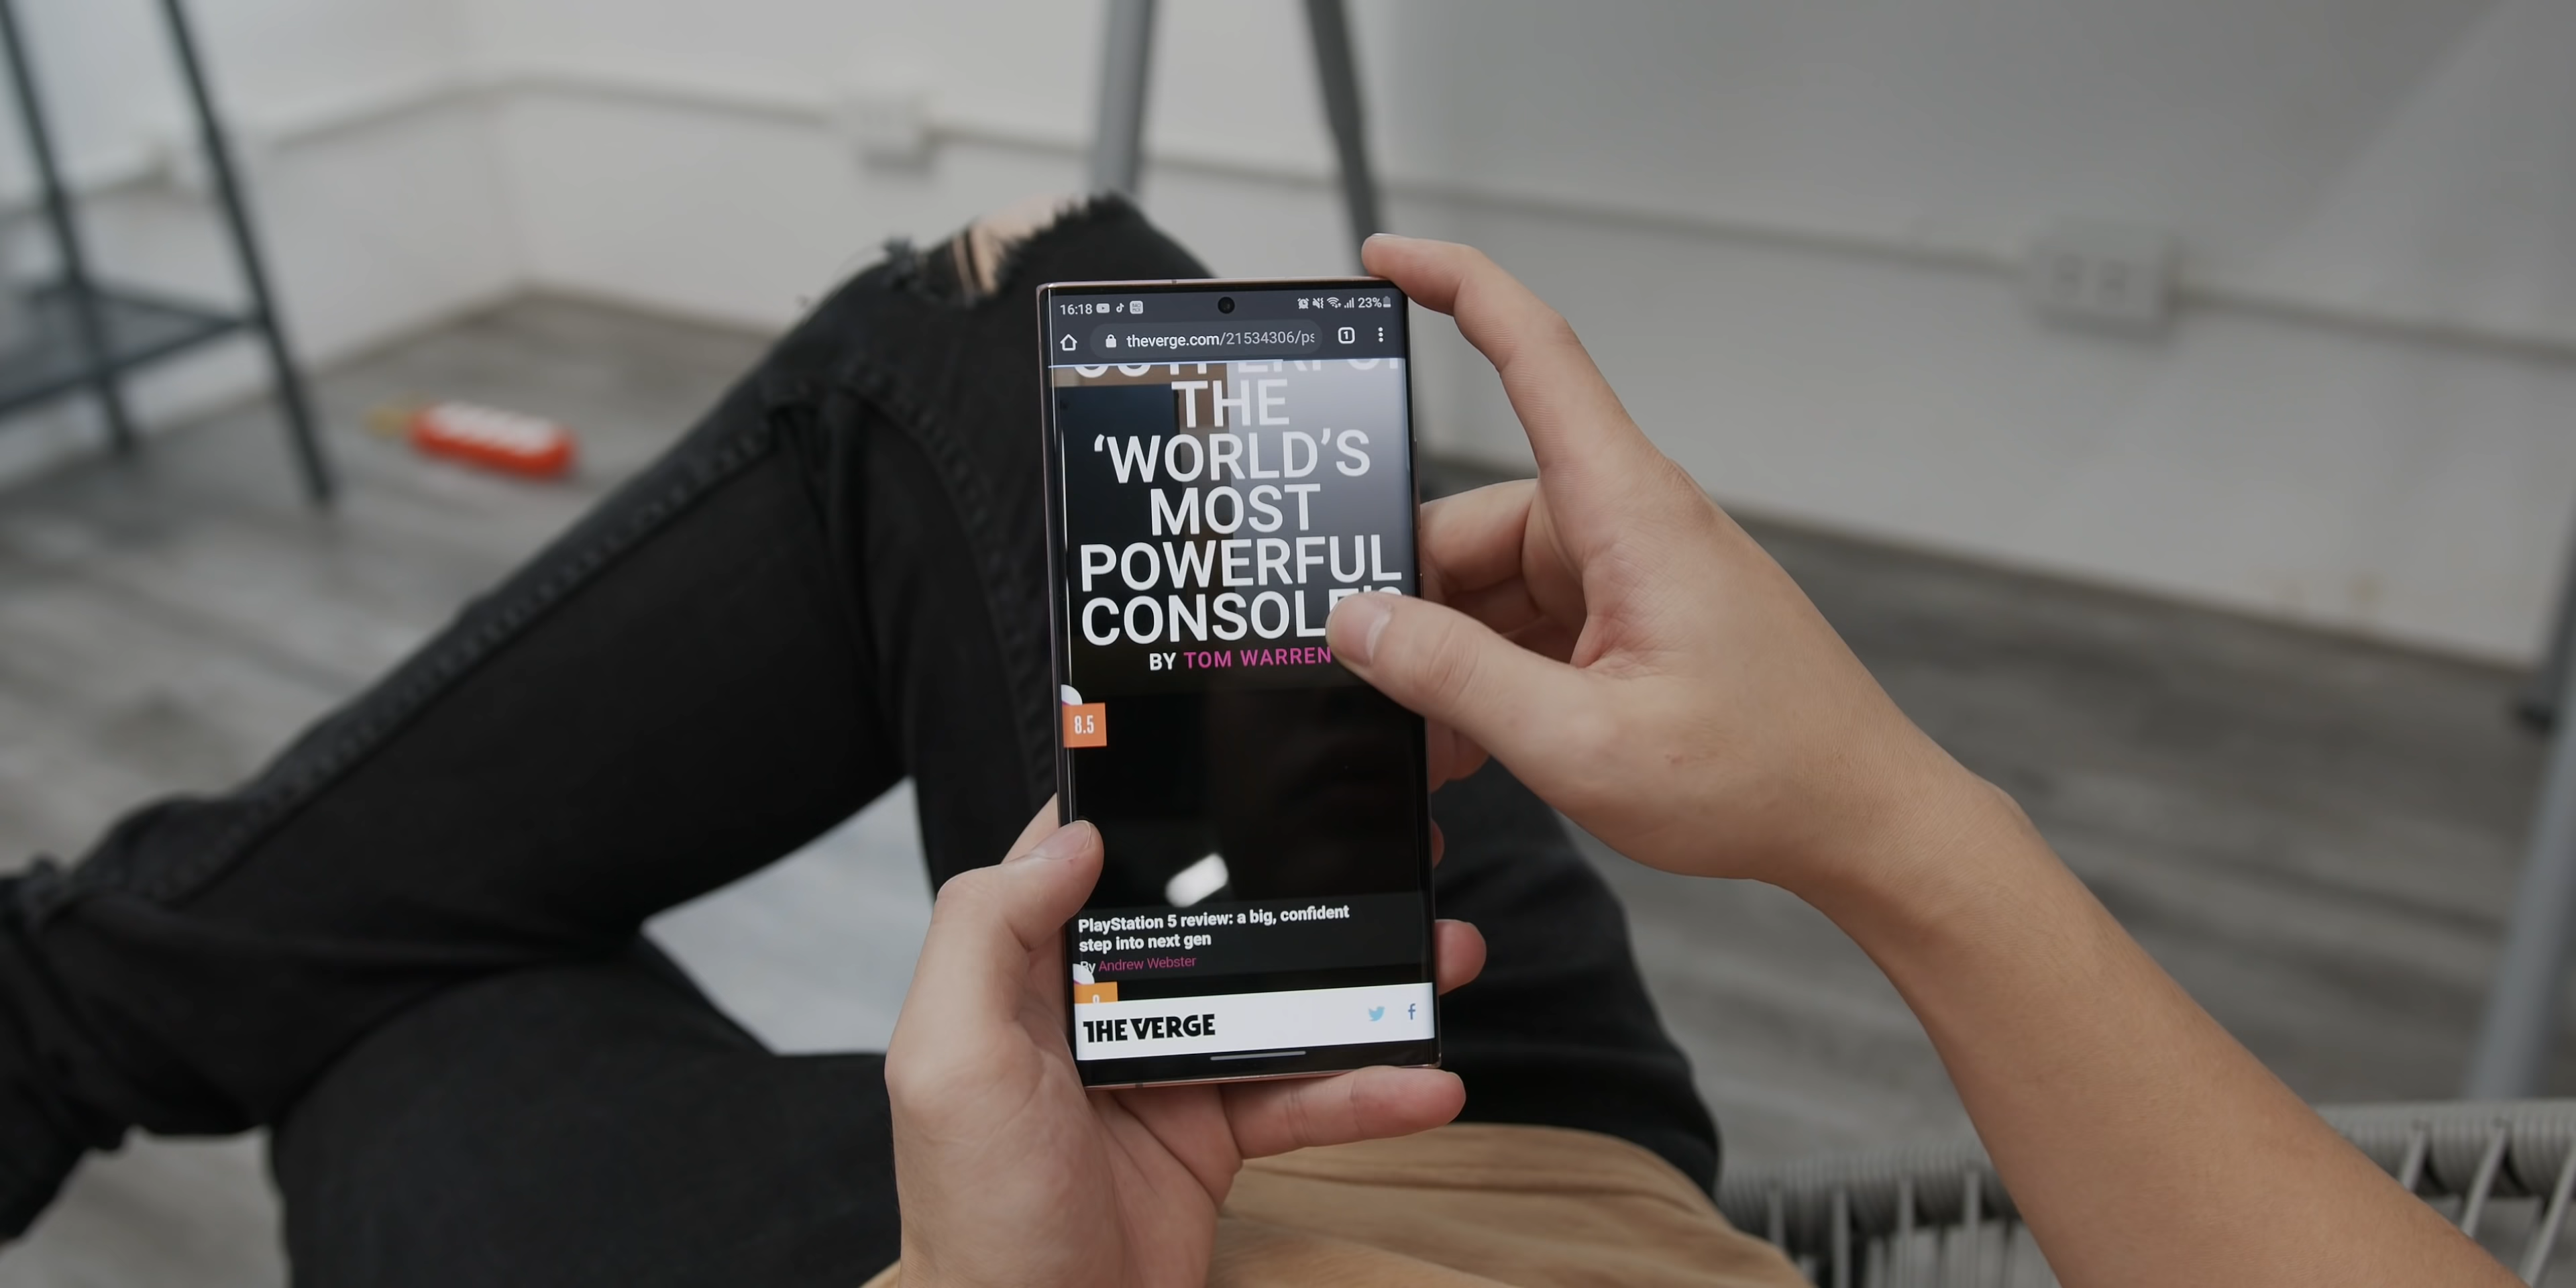 16:18 23%
theverge.com/21534306/ps
THE
‘WORLD’S
MOST
POWERFUL
BY TOM WARREN
8.5
PlayStation 5 review: a big, confident
step into next gen
By Andrew Webster
THE VERGE